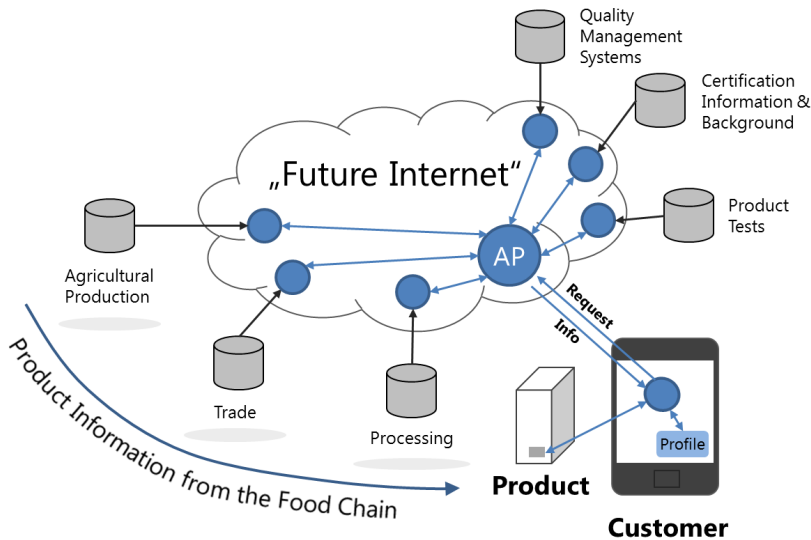 Quality
Management
Systems
Certification
Information &
Background
„Future Internet“
Product
Tests
AP
Agricultural
Production
Request
Info
Trade
Processing
Profile
Product
Customer
Product Information from the Food Chain